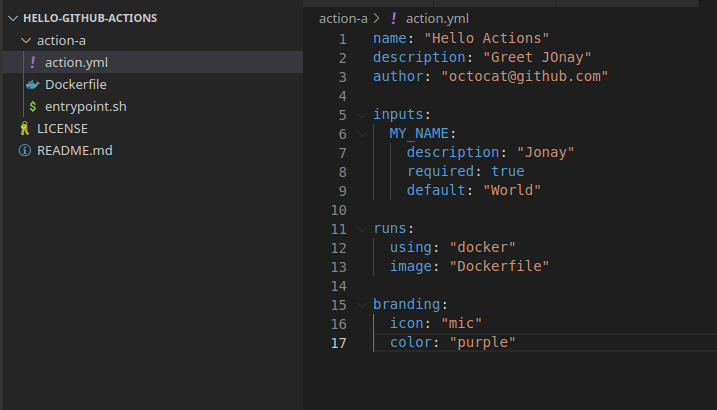 HELLO-GITHUB-ACTIONS
action-a
! action.yml
Dockerfile
$ entrypoint.sh
LICENSE
README.md
action-a > ! action.yml
1 name: "Hello Actions"
2 description: "Greet JOnay"
3 author: "octocat@github.com"
4
5 inputs:
6 MY_NAME:
7 description: "Jonay"
8 required: true
9 default: "World"
10
11 runs:
12 using: "docker"
13 image: "Dockerfile"
14
15 branding:
16 icon: "mic"
17 color: "purple"